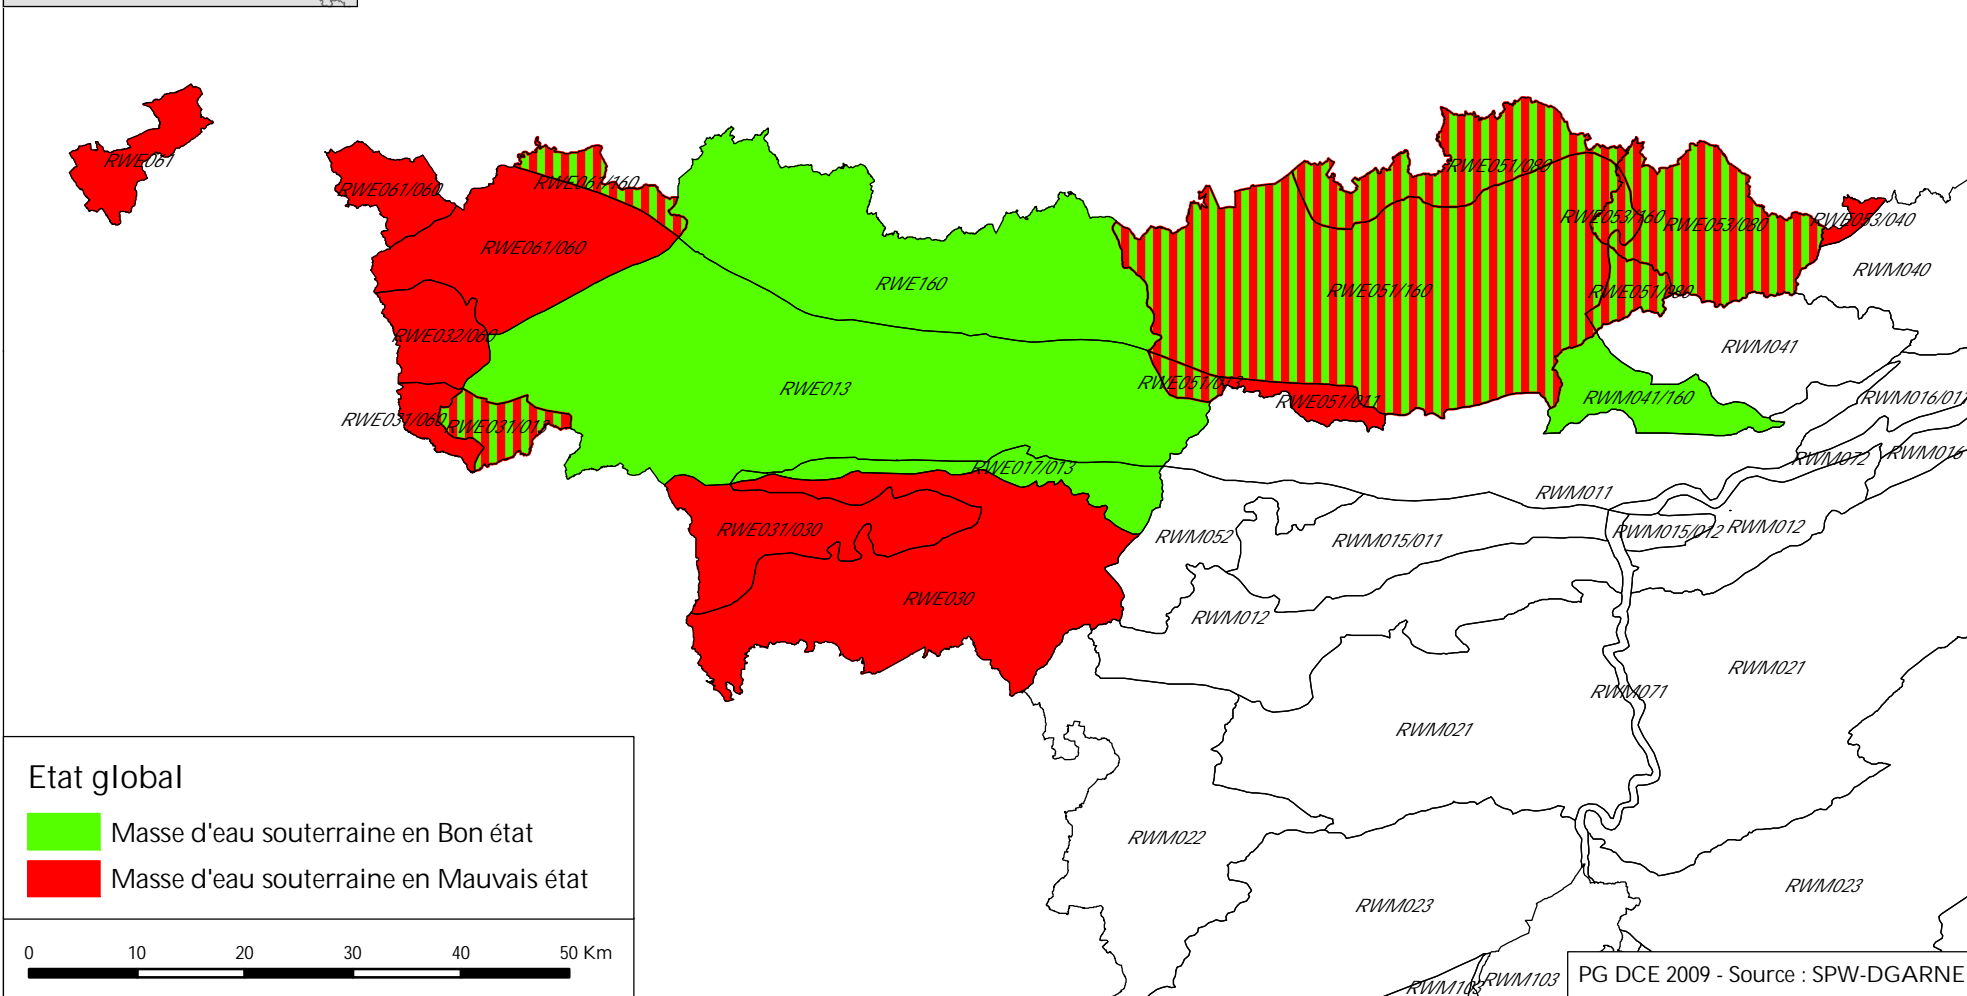 RWE061
RWE061/060
RWE061/160
RWE061/060
RWE160
RWE051/080
RWE053/160
RWE053/080
RWE053/040
RWM040
RWE051/160
RWE051/080
RWE032/060
RWM041
RWE013
RWE051/013
RWE051/011
RWM041/160
RWM016/011
RWE031/060
RWE017/013
RWM072
RWM016
RWM011
RWE031/030
RWM052
RWM015/011
RWM015/012
RWM012
RWE030
RWM012
RWM021
RWM071
RWM021
RWM022
RWM023
RWM023
RWM103
RWM103
Etat global
Masse d'eau souterraine en Bon état
Masse d'eau souterraine en Mauvais état
0 10 20 30 40 50 Km
PG DCE 2009 - Source : SPW-DGARNE